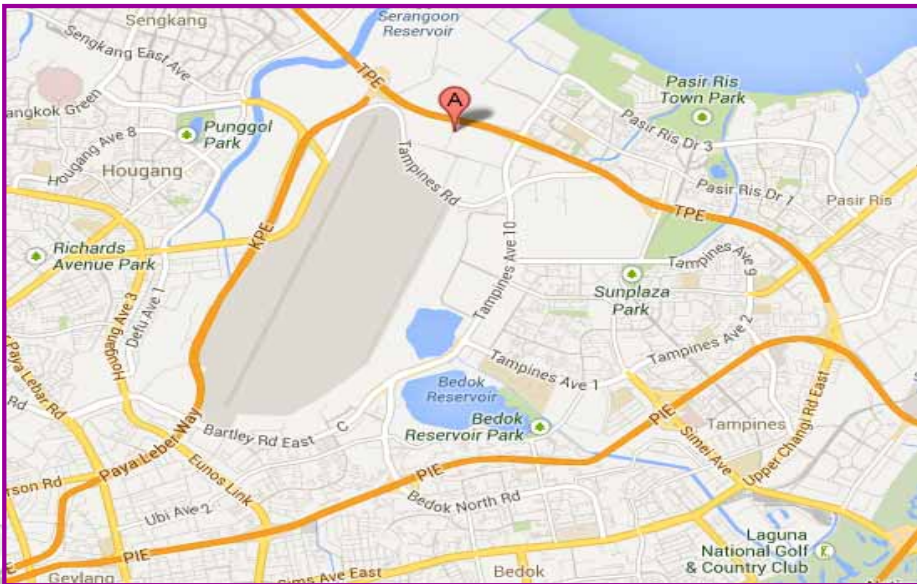 Sengkang
Serangoon
Reservoir
Sengkang East Ave
TPE
A
Pasir Ris
Town Park
angkok Green
Punggol
Park
Pasir Ris Dr 3
Hougang Ave 8
Hougang
Tampines Rd
Pasir Ris Dr 1
Pasir Ris
KPE
TPE
Richards
Avenue Park
Tampines Ave 10
Tampines Ave 9
Sunplaza
Park
Hougang Ave 3
Defu Ave 1
Paya Lebar Rd
Rd
Tampines Ave 2
Tampines Ave 1
Bedok
Reservoir
Bedok
Reservoir Park
PIE
Simei Ave
Tampines
Upper Changi Rd East
Bartley Rd East
C
Paya Leber Way
Eunos Link
PIE
erson Rd
Bedok North Rd
Ubi Ave 2
PIE
E
Geylang
Sims Ave East
Bedok
Laguna
National Golf
& Country Club